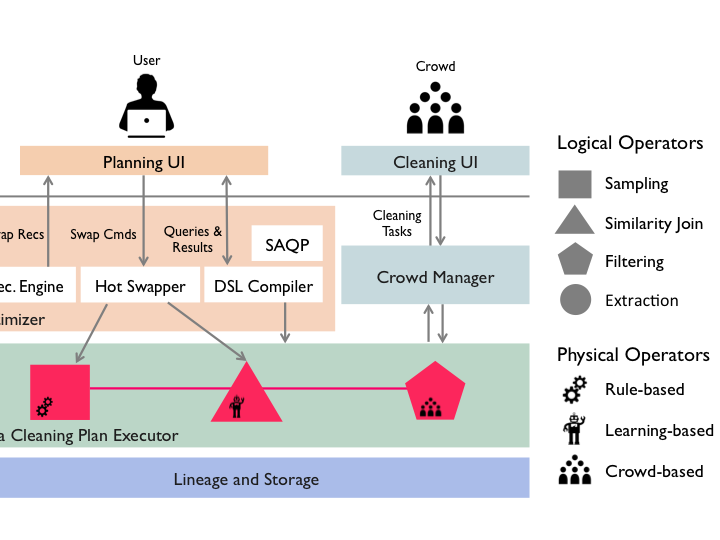 User
Crowd
Planning UI
Cleaning UI
Logical Operators
Sampling
Similarity Join
Filtering
Extraction
ap Recs
Swap Cmds
Queries &
Results
SAQP
Cleaning
Tasks
ec. Engine
Hot Swapper
DSL Compiler
Crowd Manager
imizer
a Cleaning Plan Executor
Lineage and Storage
Physical Operators
Rule-based
Learning-based
Crowd-based